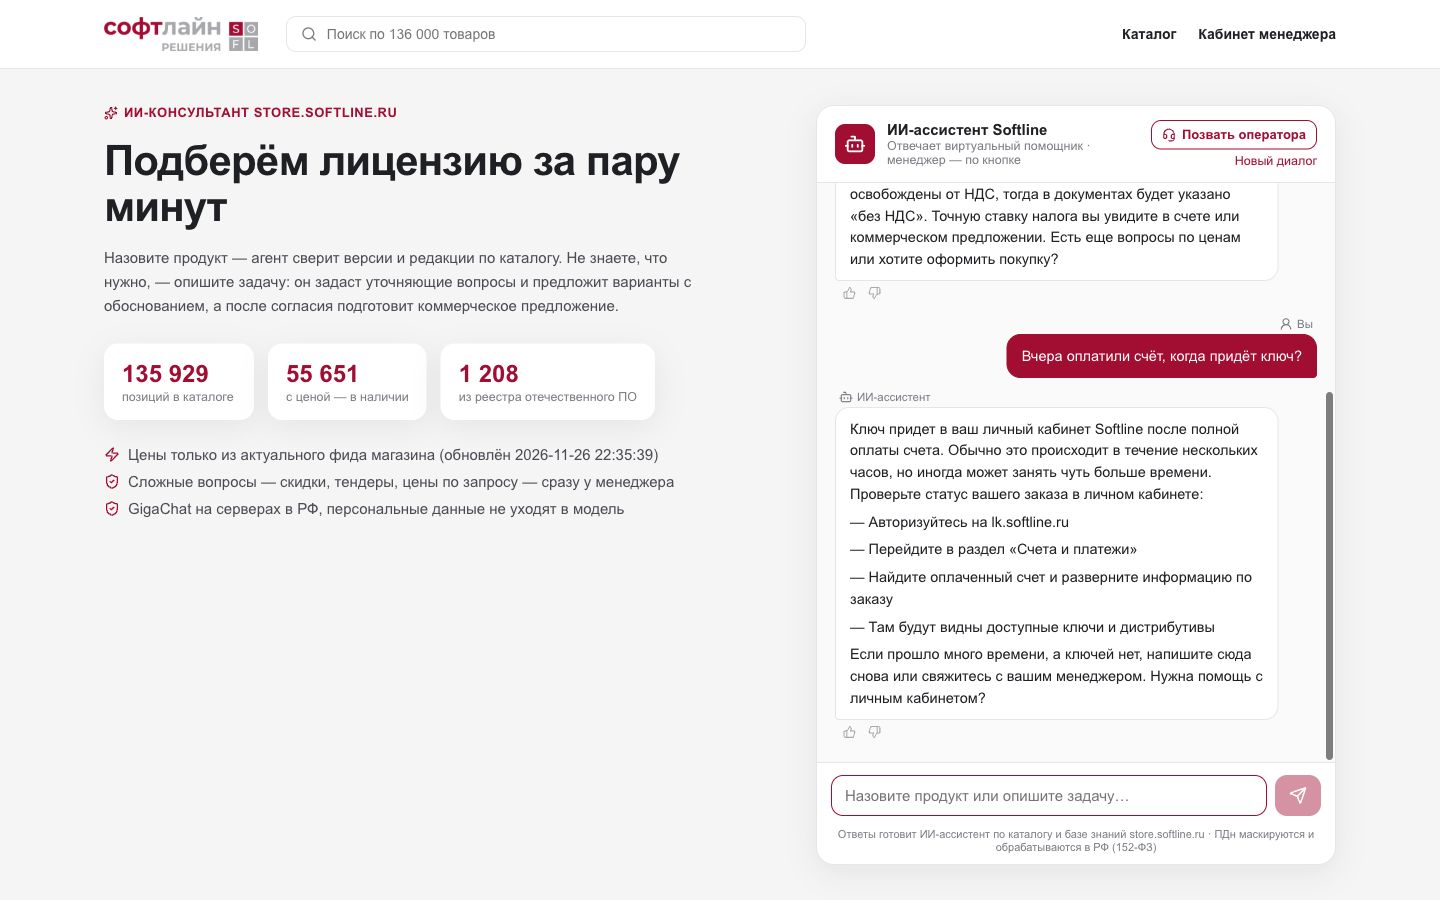 софтлайн
РЕШЕНИЯ
SO
FL
Поиск по 136 000 товаров
Каталог
Кабинет менеджера
ИИ-КОНСУЛЬТАНТ STORE.SOFTLINE.RU
Подберём лицензию за пару
минут
Назовите продукт — агент сверит версии и редакции по каталогу. Не знаете, что
нужно, — опишите задачу: он задаст уточняющие вопросы и предложит варианты с
обоснованием, а после согласия подготовит коммерческое предложение.
135 929
позиций в каталоге
55 651
с ценой — в наличии
1 208
из реестра отечественного ПО
Цены только из актуального фида магазина (обновлён 2026-11-26 22:35:39)
Сложные вопросы — скидки, тендеры, цены по запросу — сразу у менеджера
GigaChat на серверах в РФ, персональные данные не уходят в модель
ИИ-ассистент Softline
Отвечает виртуальный помощник ·
менеджер — по кнопке
Позвать оператора
Новый диалог
освобождены от НДС, тогда в документах будет указано
«без НДС». Точную ставку налога вы увидите в счете или
коммерческом предложении. Есть еще вопросы по ценам
или хотите оформить покупку?
Вы
Вчера оплатили счёт, когда придёт ключ?
ИИ-ассистент
Ключ придет в ваш личный кабинет Softline после полной
оплаты счета. Обычно это происходит в течение нескольких
часов, но иногда может занять чуть больше времени.
Проверьте статус вашего заказа в личном кабинете:
— Авторизуйтесь на lk.softline.ru
— Перейдите в раздел «Счета и платежи»
— Найдите оплаченный счет и разверните информацию по
заказу
— Там будут видны доступные ключи и дистрибутивы
Если прошло много времени, а ключей нет, напишите сюда
снова или свяжитесь с вашим менеджером. Нужна помощь с
личным кабинетом?
Назовите продукт или опишите задачу…
Ответы готовит ИИ-ассистент по каталогу и базе знаний store.softline.ru · ПДн маскируются и
обрабатываются в РФ (152-ФЗ)